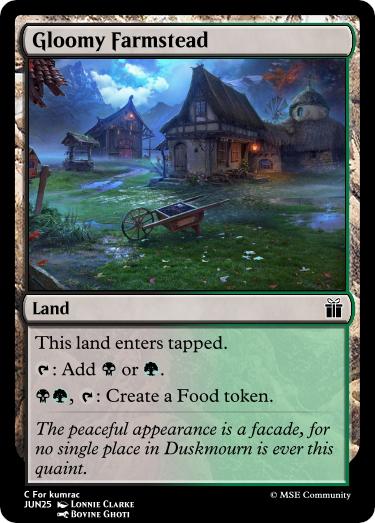 Gloomy Farmstead
Land
This land enters tapped.
: Add or .
, : Create a Food token.
The peaceful appearance is a facade, for
no single place in Duskmourn is ever this
quaint.
C For kumrac
JUN25 Lonnie Clarke
Bovine Ghoti
© MSE Community